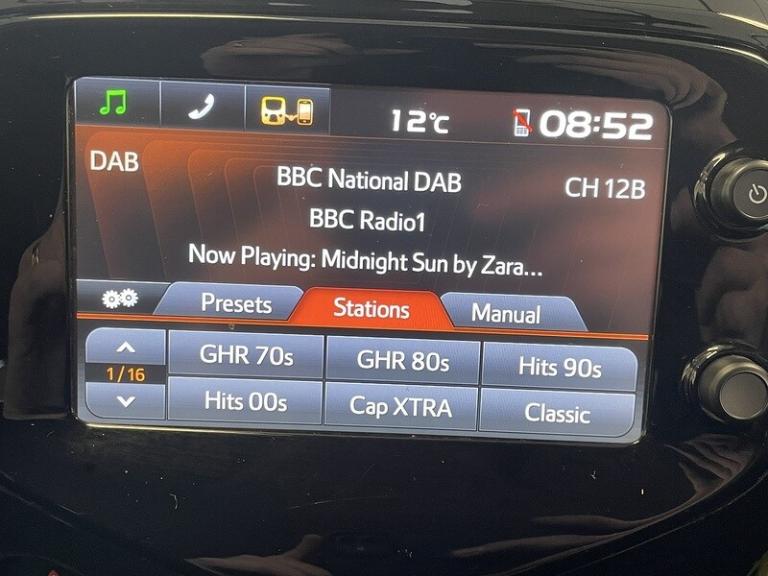 12°C 08:52
DAB
BBC National DAB
CH 12B
BBC Radio1
Now Playing: Midnight Sun by Zara...
Presets Stations Manual
GHR 70s GHR 80s Hits 90s
1/16
Hits 00s Cap XTRA Classic